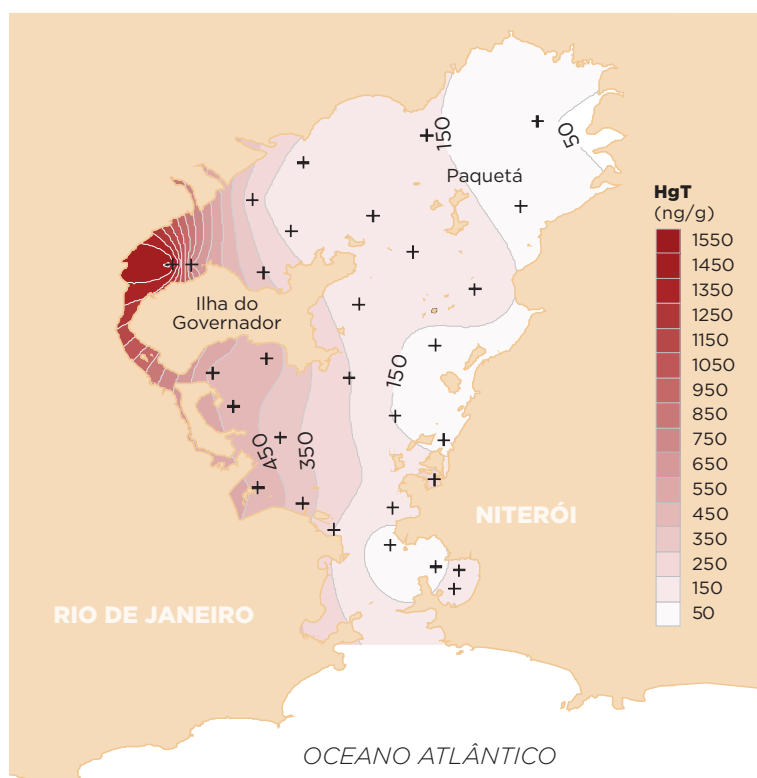 150
50
Paquetá
HgT
(ng/g)
1550
1450
1350
1250
1150
1050
950
850
750
650
550
450
350
250
150
50
Ilha do
Governador
150
450
350
NITERÓI
RIO DE JANEIRO
OCEANO ATLÂNTICO